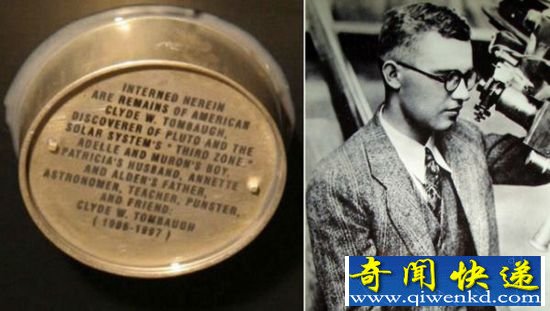 INTERNED HEREIN
ARE REMAINS OF AMERICAN
CLYDE W. TOMBAUGH,
DISCOVERER OF PLUTO AND THE
SOLAR SYSTEM'S "THIRD ZONE."
ADELLE AND MURON'S BOY,
PATRICIA'S HUSBAND, ANNETTE
AND ALDEN'S FATHER,
ASTRONOMER, TEACHER, PUNSTER,
AND FRIEND:
CLYDE W. TOMBAUGH
(1906-1997)
奇闻快递
www.qiwenkd.com